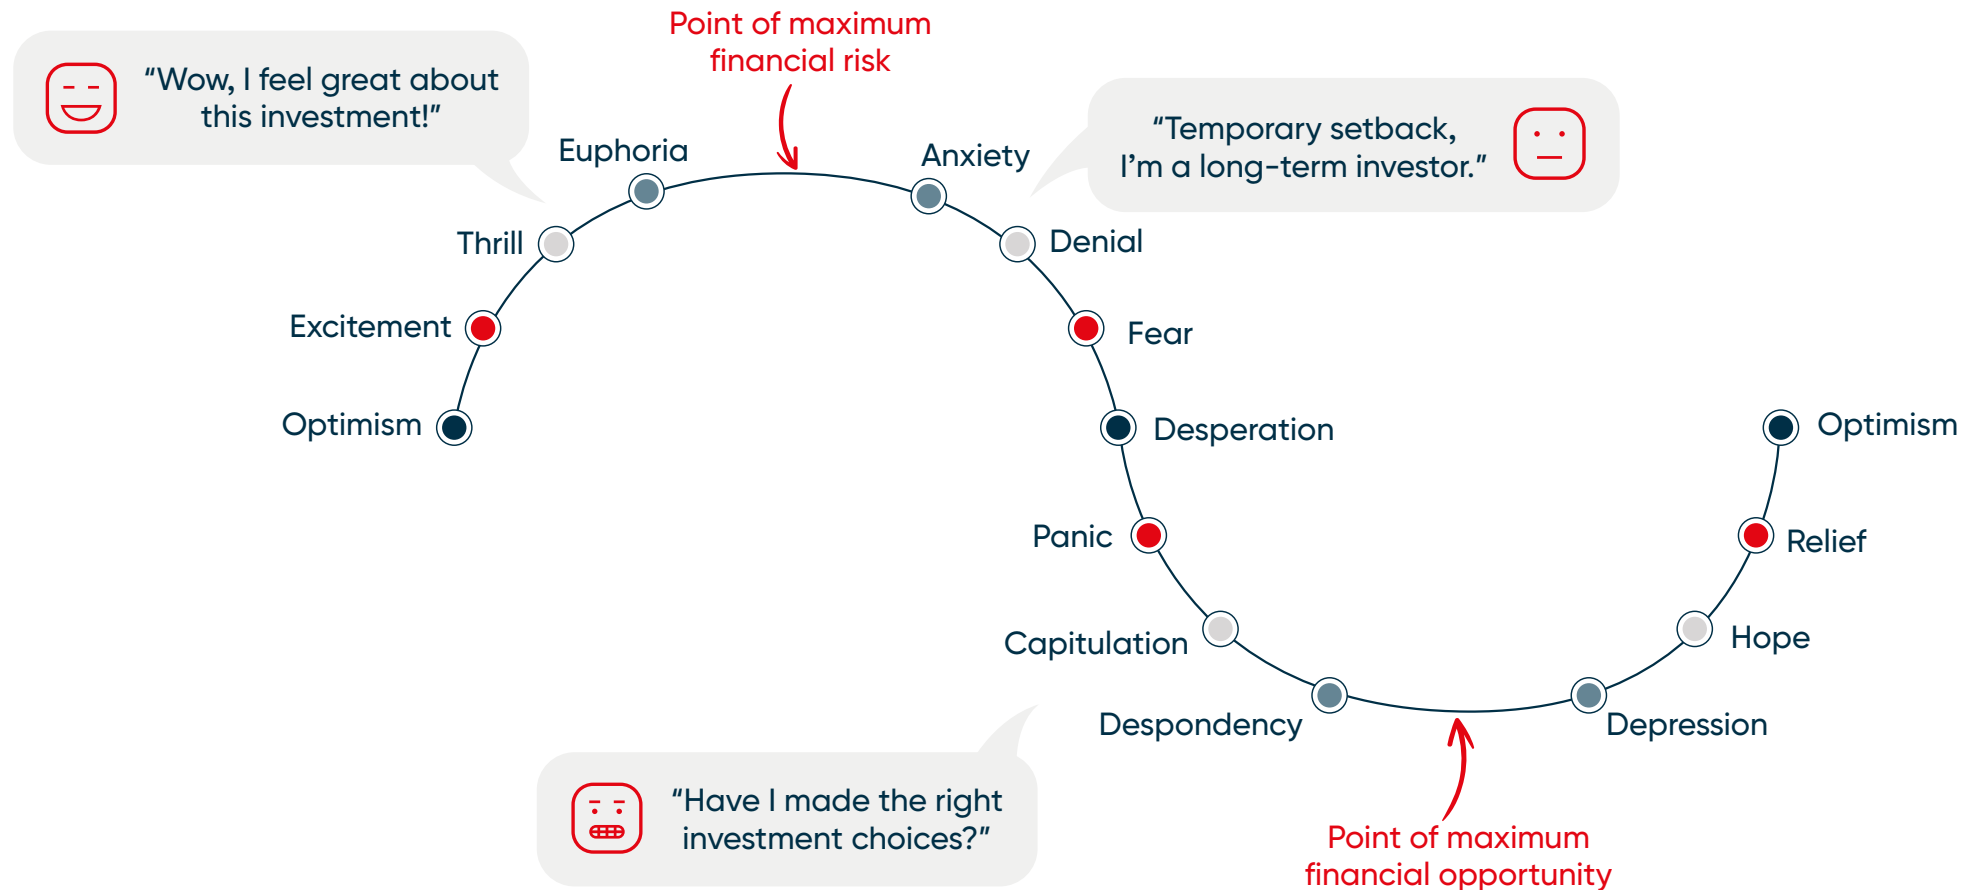 Point of maximum
financial risk
“Wow, I feel great about
this investment!”
“Temporary setback,
I’m a long-term investor.”
Euphoria
Anxiety
Thrill
Denial
Excitement
Fear
Optimism
Desperation
Optimism
Panic
Relief
Capitulation
Hope
Despondency
Depression
“Have I made the right
investment choices?”
Point of maximum
financial opportunity